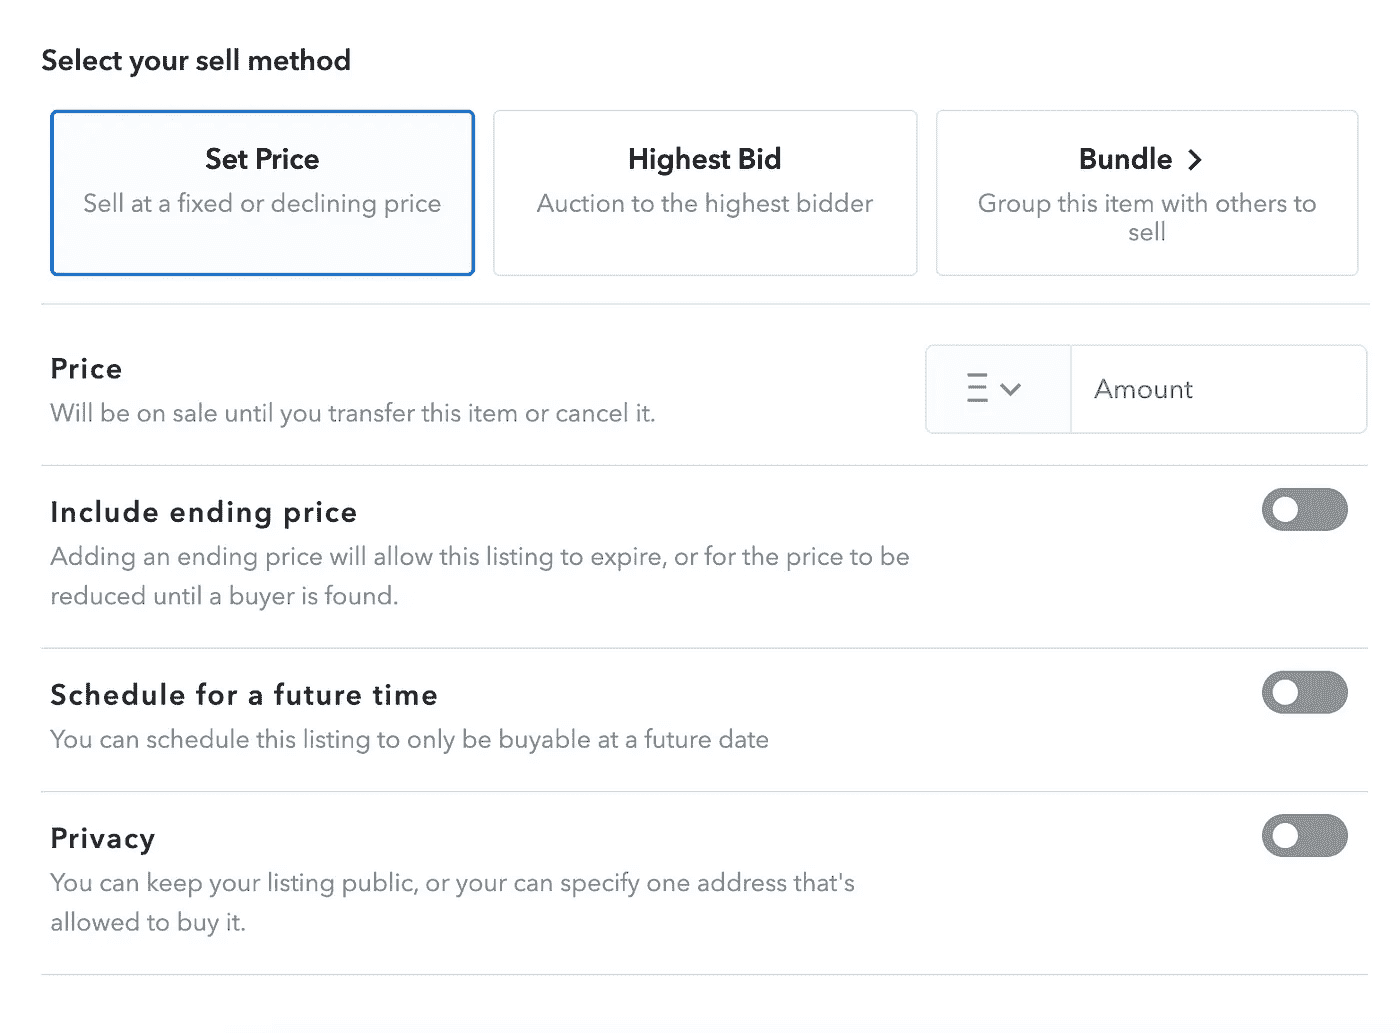 Select your sell method
Set Price
Sell at a fixed or declining price
Highest Bid
Auction to the highest bidder
Bundle
Group this item with others to
sell
Price
Will be on sale until you transfer this item or cancel it.
Amount
Include ending price
Adding an ending price will allow this listing to expire, or for the price to be
reduced until a buyer is found.
Schedule for a future time
You can schedule this listing to only be buyable at a future date
Privacy
You can keep your listing public, or your can specify one address that's
allowed to buy it.